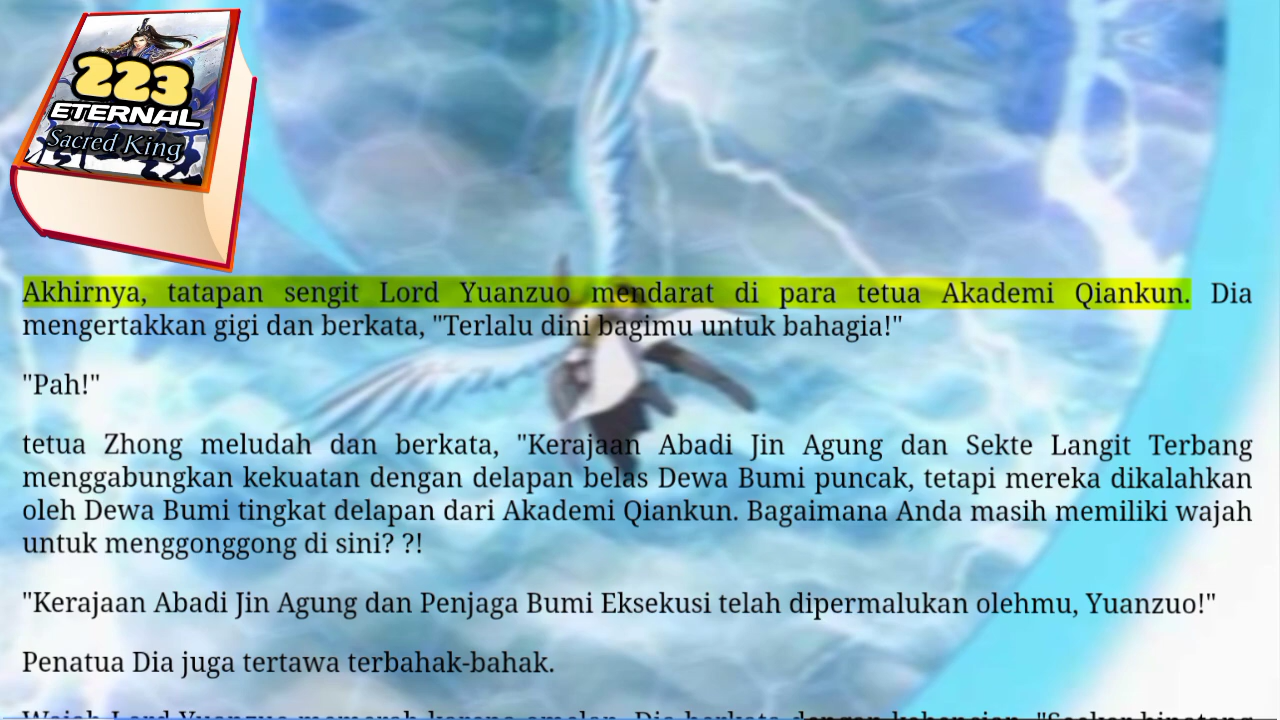 223
ETERNAL
Sacred King
Akhirnya, tatapan sengit Lord Yuanzuo mendarat di para tetua Akademi Qiankun. Dia
mengertakkan gigi dan berkata, "Terlalu dini bagimu untuk bahagia!"
"Pah!"
tetua Zhong meludah dan berkata, "Kerajaan Abadi Jin Agung dan Sekte Langit Terbang
menggabungkan kekuatan dengan delapan belas Dewa Bumi puncak, tetapi mereka dikalahkan
oleh Dewa Bumi tingkat delapan dari Akademi Qiankun. Bagaimana Anda masih memiliki wajah
untuk menggonggong di sini? ?!
"Kerajaan Abadi Jin Agung dan Penjaga Bumi Eksekusi telah dipermalukan olehmu, Yuanzuo!"
Penatua Dia juga tertawa terbahak-bahak.